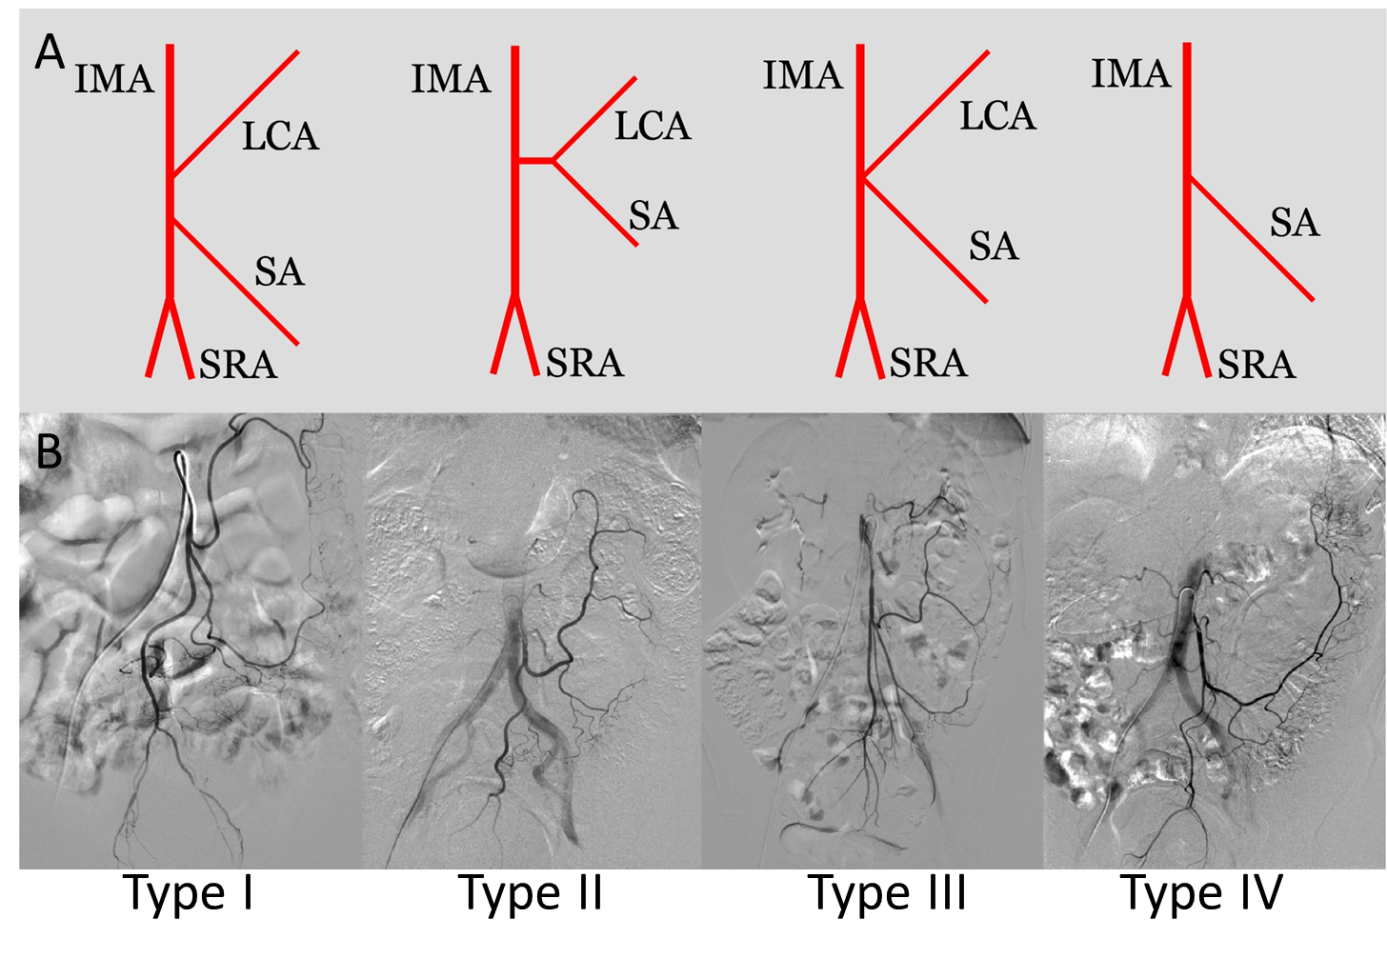 A
IMA IMA IMA IMA
LCA LCA LCA
SA SA SA SA
SRA SRA SRA SRA
B
Type I Type II Type III Type IV